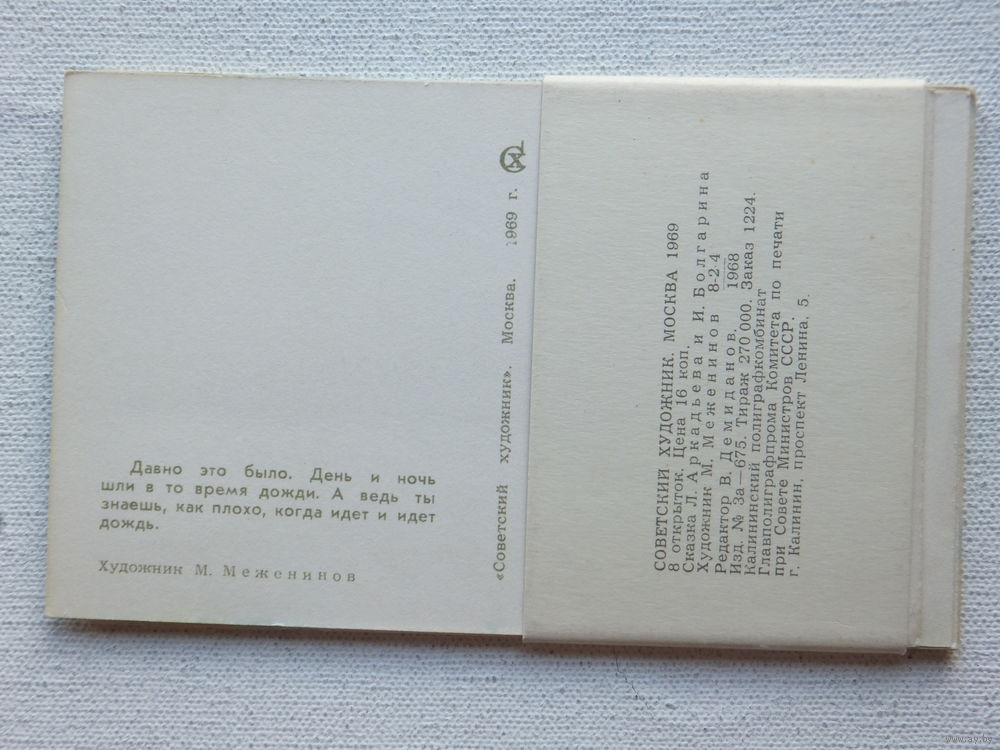 Давно это было. День и ночь
шли в то время дожди. А ведь ты
знаешь, как плохо, когда идет и идет
дождь.
Художник М. Меженинов
«Советский художник». Москва. 1969 г.
СХ
СОВЕТСКИЙ ХУДОЖНИК. МОСКВА 1969
8 открыток. Цена 16 коп.
Сказка Л. Аркадьева и И. Болгарина
Художник М. Меженинов 8-2-4
Редактор В. Демиданов. 1968
Изд. № 3а—675. Тираж 270 000. Заказ 1224.
Калининский полиграфкомбинат
Главполиграфпрома Комитета по печати
при Совете Министров СССР.
г. Калинин, проспект Ленина, 5.
www.ay.by